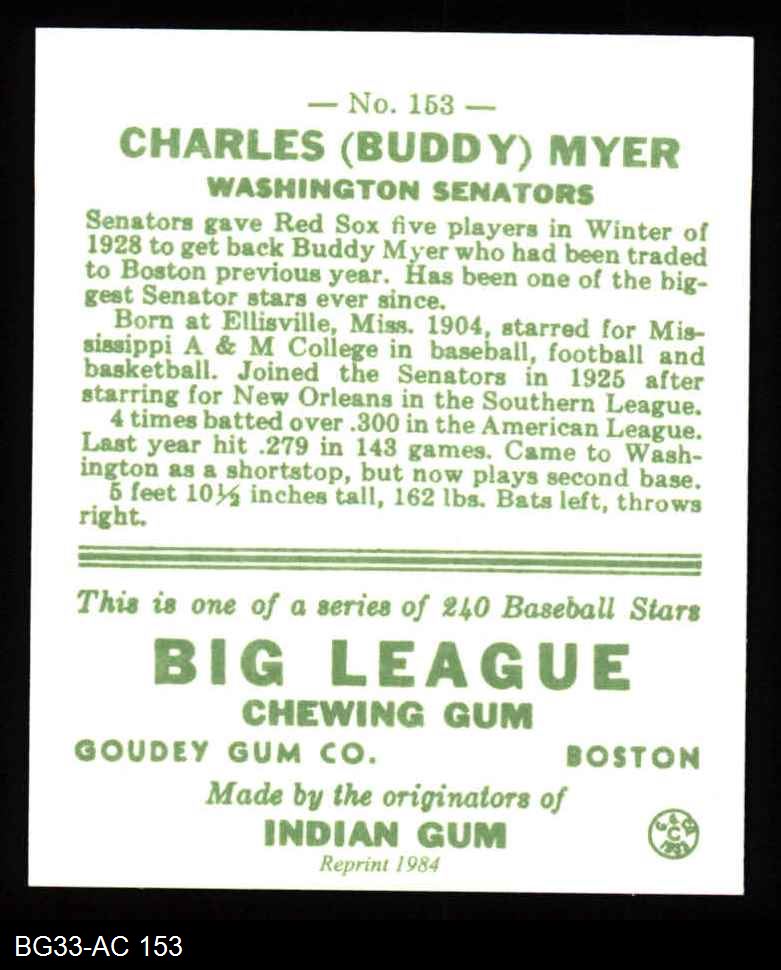 — No. 153 —
CHARLES (BUDDY) MYER
WASHINGTON SENATORS
Senators gave Red Sox five players in Winter of
1928 to get back Buddy Myer who had been traded
to Boston previous year. Has been one of the big-
gest Senator stars ever since.
Born at Ellisville, Miss. 1904, starred for Mis-
sissippi A & M College in baseball, football and
basketball. Joined the Senators in 1925 after
starring for New Orleans in the Southern League.
4 times batted over .300 in the American League.
Last year hit .279 in 143 games. Came to Wash-
ington as a shortstop, but now plays second base.
5 feet 10½ inches tall, 162 lbs. Bats left, throws
right.
This is one of a series of 240 Baseball Stars
BIG LEAGUE
CHEWING GUM
GOUDEY GUM CO. BOSTON
Made by the originators of
INDIAN GUM
Reprint 1984
BG33-AC 153